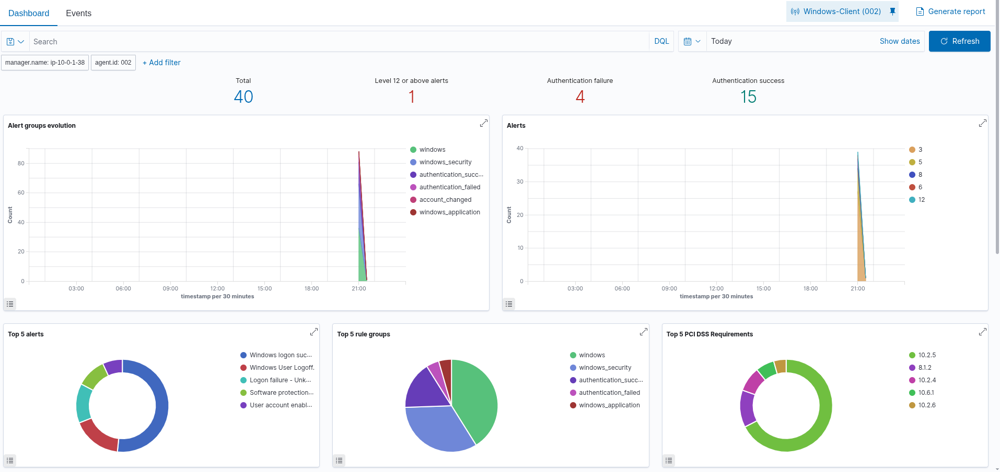 Dashboard
Events
Windows-Client (002)
Generate report
Search
DQL
Today
Show dates
Refresh
manager.name: ip-10-0-1-38
agent.id: 002
+ Add filter
Total
40
Level 12 or above alerts
1
Authentication failure
4
Authentication success
15
Alert groups evolution
Count
80
60
40
20
0
03:00
06:00
09:00
12:00
15:00
18:00
21:00
timestamp per 30 minutes
windows
windows_security
authentication_succ...
authentication_failed
account_changed
windows_application
Alerts
Count
40
30
20
10
0
03:00
06:00
09:00
12:00
15:00
18:00
21:00
timestamp per 30 minutes
3
5
8
6
12
Top 5 alerts
Windows logon suc...
Windows User Logoff.
Logon failure - Unk...
Software protection...
User account enabl...
Top 5 rule groups
windows
windows_security
authentication_succ...
authentication_failed
windows_application
Top 5 PCI DSS Requirements
10.2.5
8.1.2
10.2.4
10.6.1
10.2.6